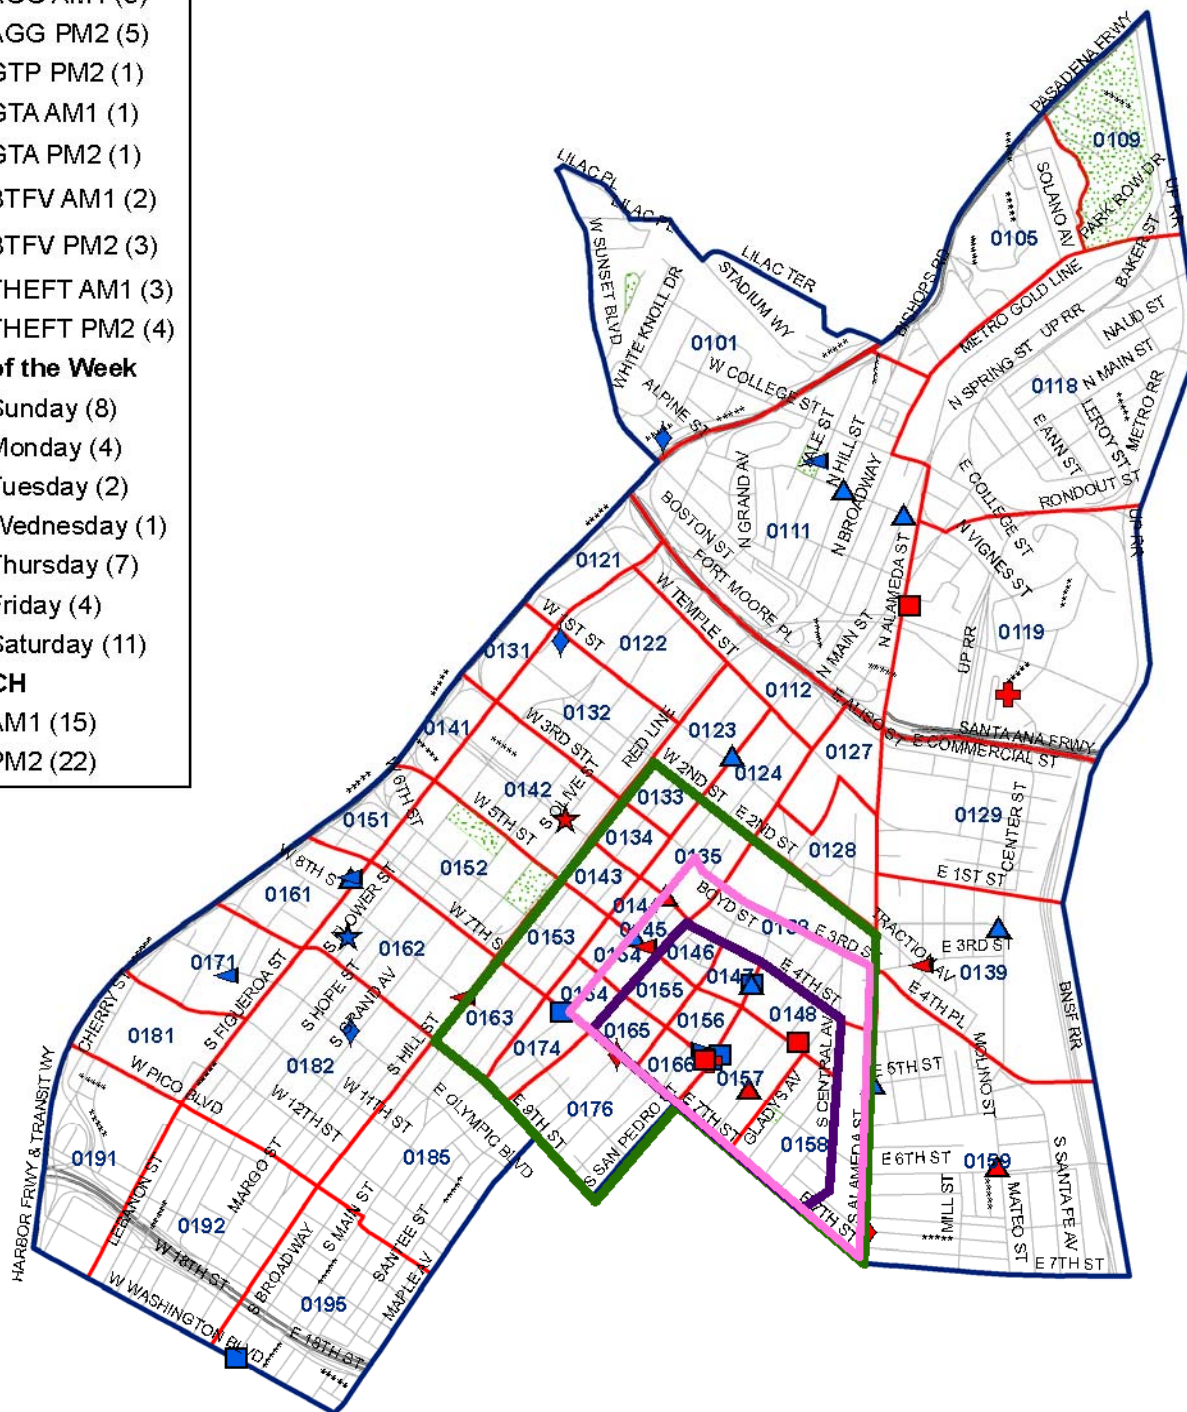 AGG PM2 (5)
GTP PM2 (1)
GTA AM1 (1)
GTA PM2 (1)
BTFV AM1 (2)
BTFV PM2 (3)
THEFT AM1 (3)
THEFT PM2 (4)
of the Week
Sunday (8)
Monday (4)
Tuesday (2)
Wednesday (1)
Thursday (7)
Friday (4)
Saturday (11)
CH
AM1 (15)
PM2 (22)
PASADENA FRWY
0109
SOLANO AV
PARK ROW DR
UP RR
0105
LILAC PL
LILAC PL
W SUNSET BLVD
LILAC TER
STADIUM WY
WHITE KNOLL DR
BISHOPS RD
METRO GOLD LINE
BAKER ST
0101
W COLLEGE ST
ALPINE ST
N SPRING ST
UP RR
NAUD ST
N MAIN ST
0118
METRO RR
LEROY ST
E ANN ST
YALE ST
N HILL ST
N BROADWAY
N GRAND AV
0111
BOSTON ST
E COLLEGE ST
RONDOUT ST
UP RR
N VIGNES ST
FORT MOORE PL
N ALAMEDA ST
0121
W TEMPLE ST
W 1ST ST
0122
0131
0119
UP RR
N MAIN ST
0112
0132
0123
RED LINE
0141
W 3RD ST
E ALISO ST
SANTA ANA FRWY
E COMMERCIAL ST
0127
0124
W 2ND ST
0142
S OLIVE ST
0133
W 6TH ST
W 5TH ST
E 2ND ST
0129
CENTER ST
0151
0134
0135
0128
0152
W 8TH ST
E 1ST ST
0161
0143
BOYD ST
S FLOWER ST
W 7TH ST
E 3RD ST
TRACTION AV
E 3RD ST
0153
0162
0146
0171
0139
E 4TH ST
E 4TH PL
0147
0155
0148
S FIGUEROA ST
S HOPE ST
S GRAND AV
CHERRY ST
0163
0165
0156
BNSF RR
0181
S HILL ST
0174
0182
0166
0157
S CENTRAL AV
E 5TH ST
MOLINO ST
W PICO BLVD
W 12TH ST
W 11TH ST
E OLYMPIC BLVD
E 9TH ST
0176
S SAN PEDRO
E 7TH ST
GLADYS AV
0158
S ALAMEDA ST
E 6TH ST
0159
HARBOR FRWY & TRANSIT WY
0191
0185
LEBANON ST
MARGO ST
0192
S MAIN ST
SANTEE ST
MILL ST
MATEO ST
S SANTA FE AV
E 7TH ST
E 7TH ST
W 18TH ST
S BROADWAY
MAPLE AV
0195
W WASHINGTON BLVD
E 18TH ST